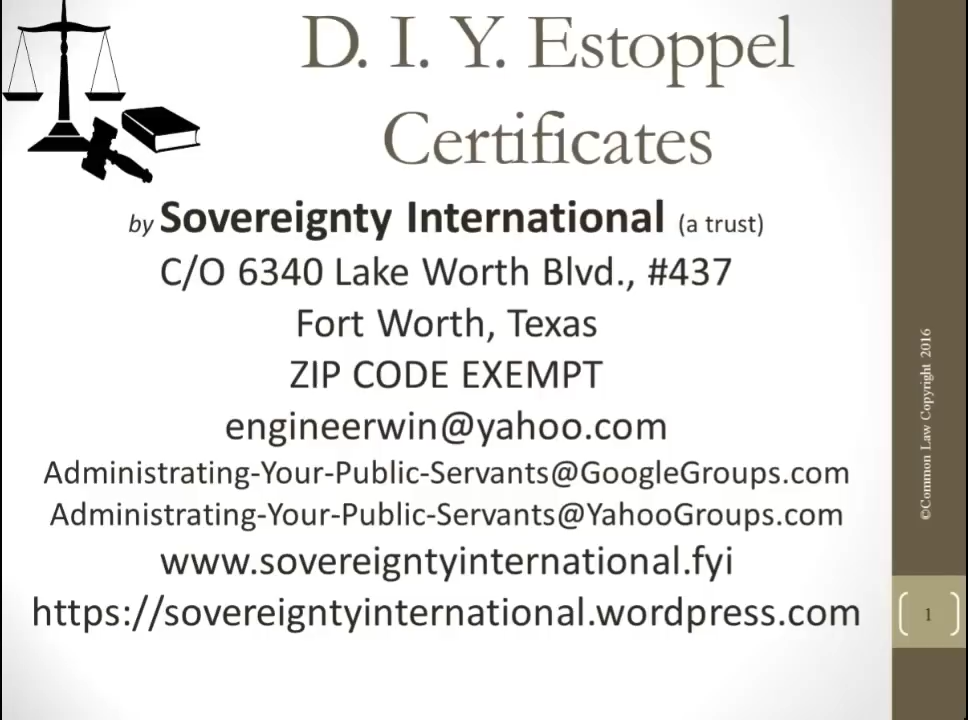 D. I. Y. Estoppel
Certificates
by Sovereignty International (a trust)
C/O 6340 Lake Worth Blvd., #437
Fort Worth, Texas
ZIP CODE EXEMPT
engineerwin@yahoo.com
Administrating-Your-Public-Servants@GoogleGroups.com
Administrating-Your-Public-Servants@YahooGroups.com
www.sovereigntyinternational.fyi
https://sovereigntyinternational.wordpress.com
©Common Law Copyright 2016
1